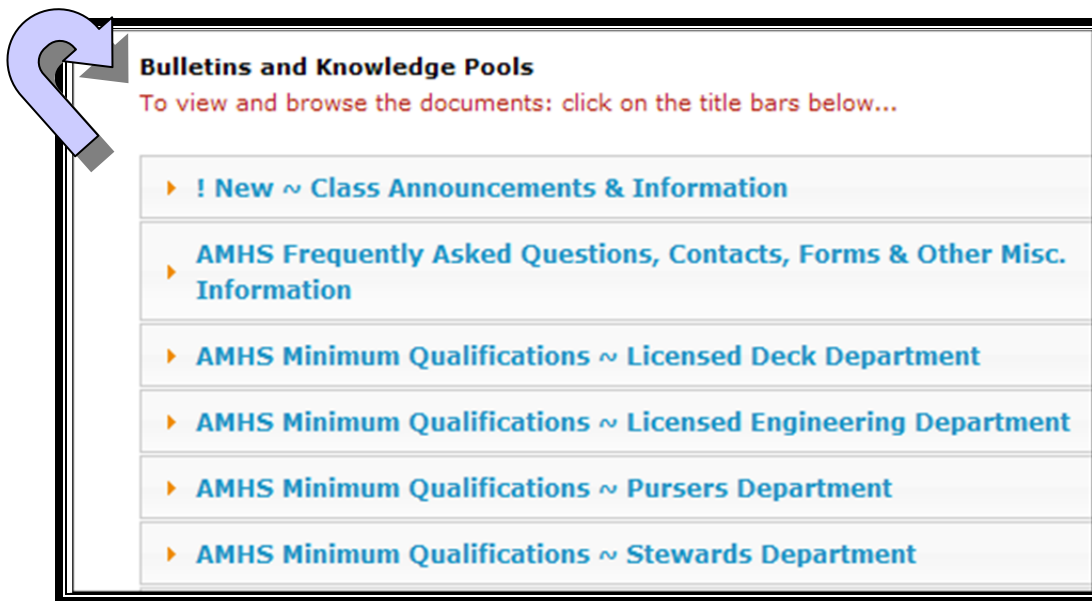 Bulletins and Knowledge Pools
To view and browse the documents: click on the title bars below...
! New ~ Class Announcements & Information
AMHS Frequently Asked Questions, Contacts, Forms & Other Misc.
Information
AMHS Minimum Qualifications ~ Licensed Deck Department
AMHS Minimum Qualifications ~ Licensed Engineering Department
AMHS Minimum Qualifications ~ Pursers Department
AMHS Minimum Qualifications ~ Stewards Department